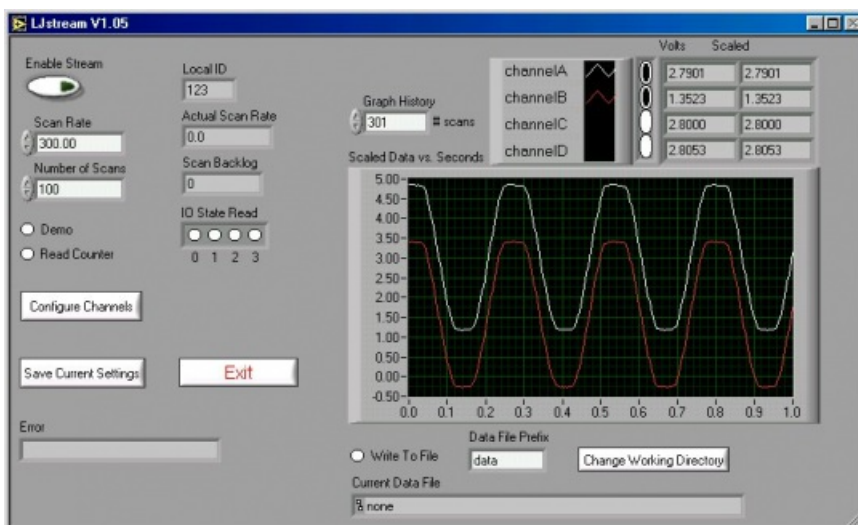 LJstream V1.05
Enable Stream
Local ID
123
Scan Rate
300.00
Actual Scan Rate
0.0
Number of Scans
100
Scan Backlog
0
Demo
Read Counter
IO State Read
0 1 2 3
Configure Channels
Save Current Settings
Exit
Error
Graph History
301 # scans
Volts Scaled
channelA 2.7901 2.7901
channelB 1.3523 1.3523
channelC 2.8000 2.8000
channelD 2.8053 2.8053
Scaled Data vs. Seconds
5.00
4.50
4.00
3.50
3.00
2.50
2.00
1.50
1.00
0.50
0.00
-0.50
0.0 0.1 0.2 0.3 0.4 0.5 0.6 0.7 0.8 0.9 1.0
Write To File
Data File Prefix
data
Change Working Directory
Current Data File
none